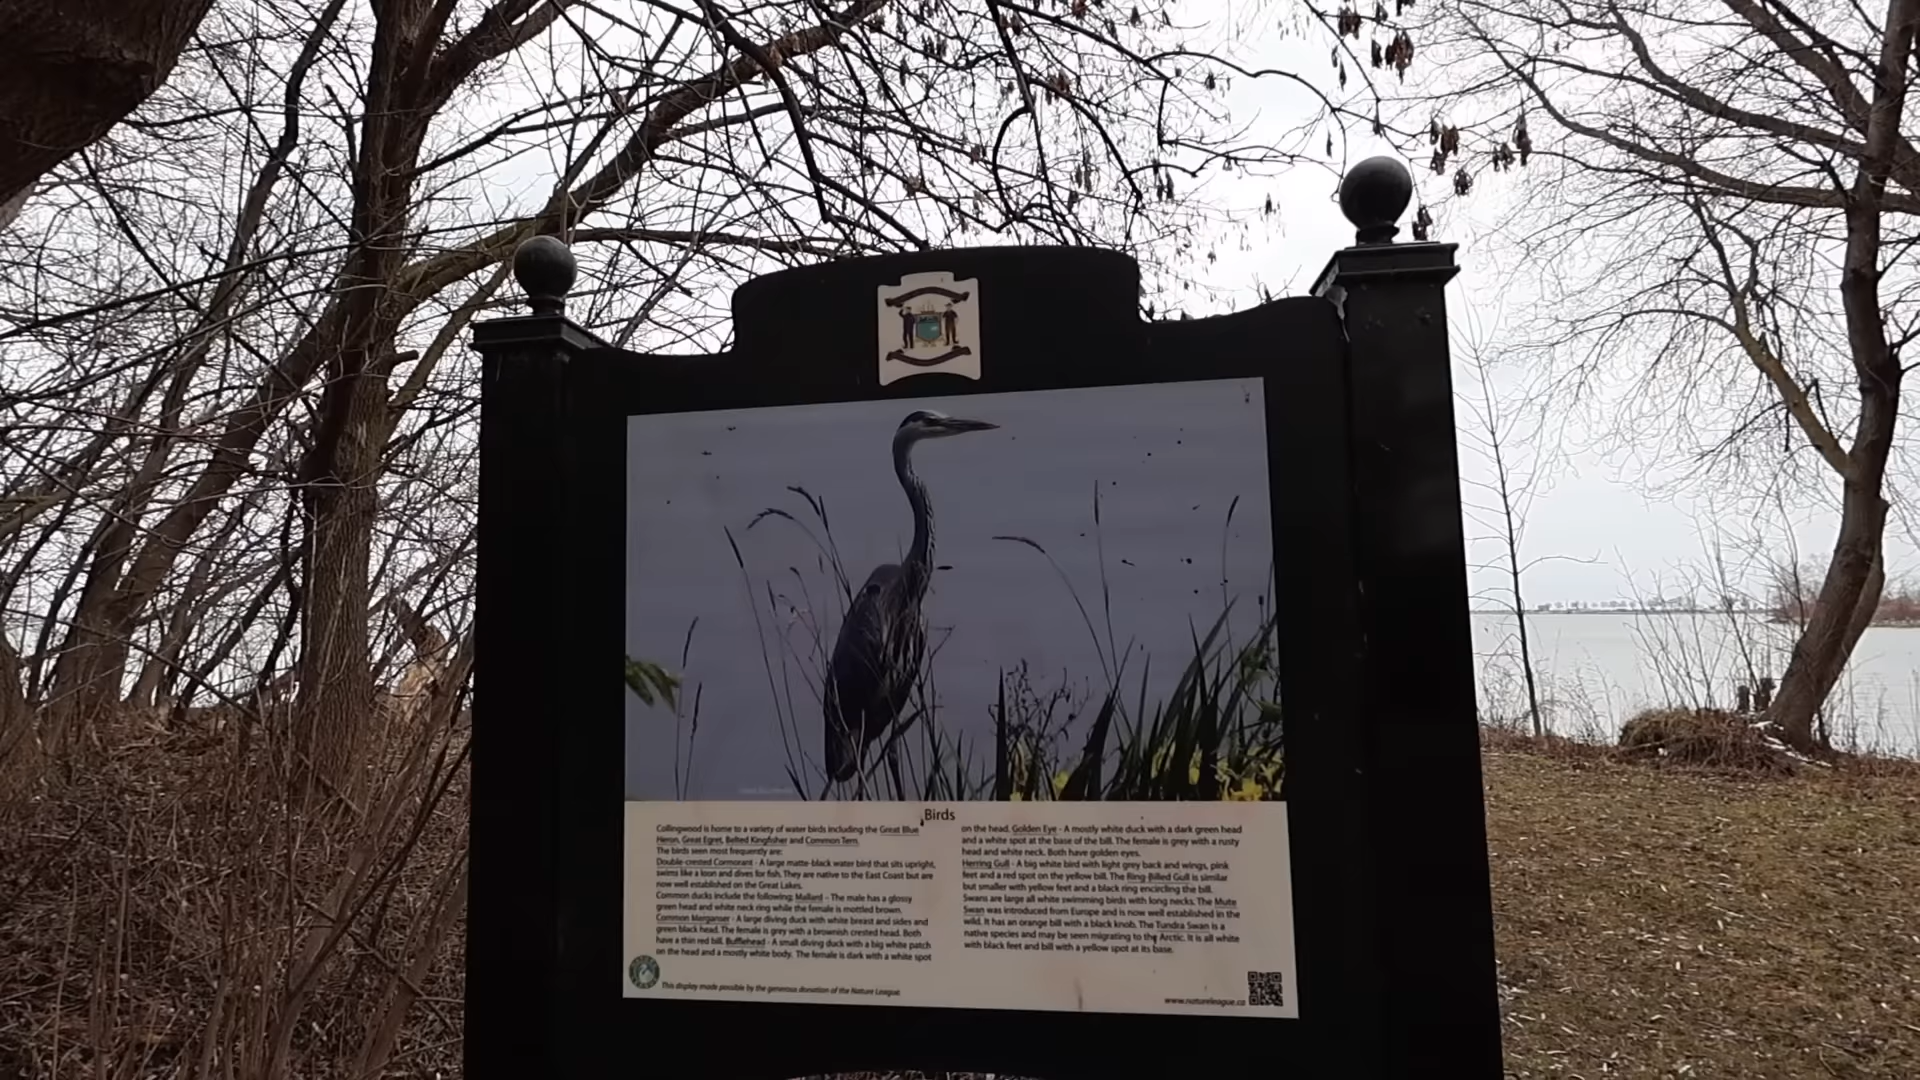 Birds
Collingwood is home to a variety of water birds including the Great Blue
Heron, Great Egret, Belted Kingfisher and Common Tern.
The birds seen most frequently are:
Double-crested Cormorant - A large matte-black water bird that sits upright,
swims like a loon and dives for fish. They are native to the East Coast but are
now well established on the Great Lakes.
Common ducks include the following: Mallard - The male has a glossy
green head and white neck ring while the female is mottled brown.
Common Merganser - A large diving duck with white breast and sides and
green black head. The female is grey with a brownish crested head. Both
have a thin red bill. Bufflehead - A small diving duck with a big white patch
on the head and a mostly white body. The female is dark with a white spot
on the head. Golden Eye - A mostly white duck with a dark green head
and a white spot at the base of the bill. The female is grey with a rusty
head and white neck. Both have golden eyes.
Herring Gull - A big white bird with light grey back and wings, pink
feet and a red spot on the yellow bill. The Ring-Billed Gull is similar
but smaller with yellow feet and a black ring encircling the bill.
Swans are large all white swimming birds with long necks. The Mute
Swan was introduced from Europe and is now well established in the
wild. It has an orange bill with a black knob. The Tundra Swan is a
native species and may be seen migrating to the Arctic. It is all white
with black feet and bill with a yellow spot at its base.
This display made possible by the generous donation of the Nature League
www.natureleague.ca